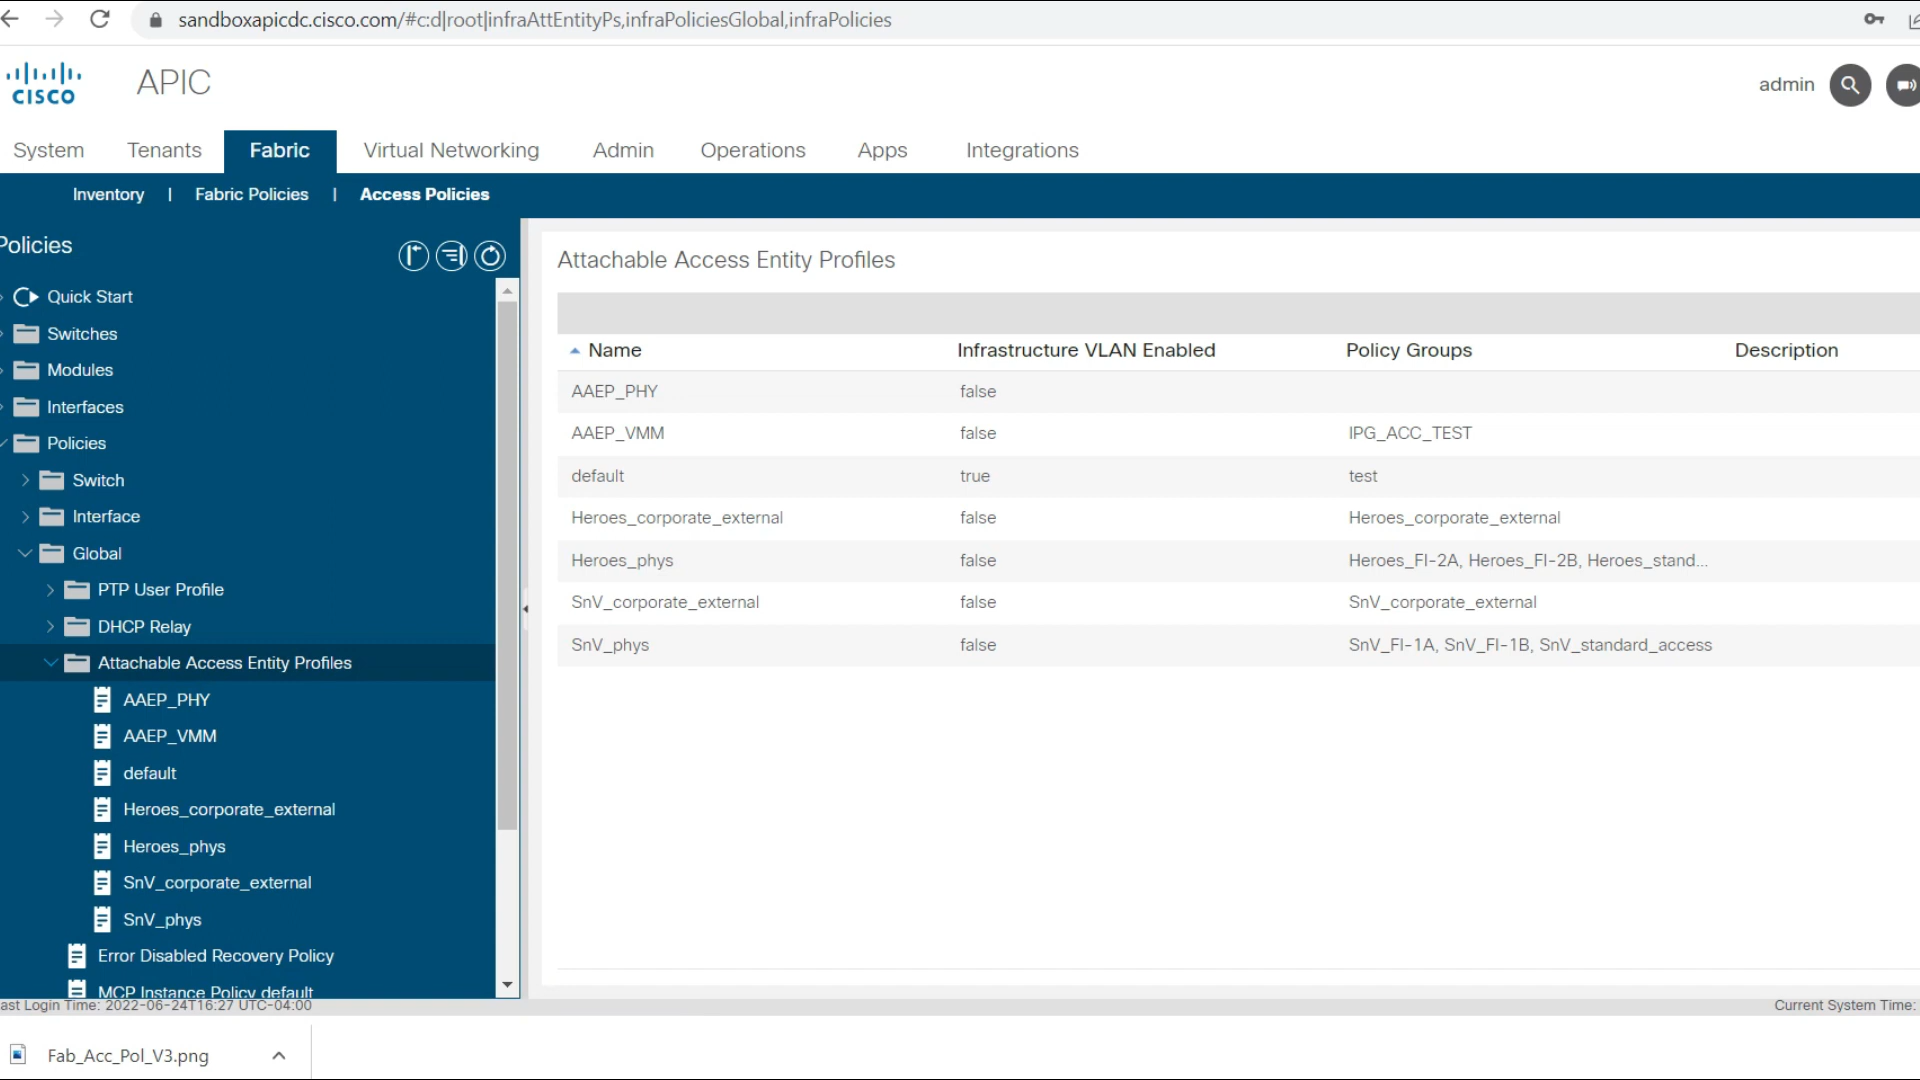 sandboxapicdc.cisco.com/#c:d|root|infraAttEntityPs,infraPoliciesGlobal,infraPolicies
CISCO
APIC
admin
System
Tenants
Fabric
Virtual Networking
Admin
Operations
Apps
Integrations
Inventory | Fabric Policies | Access Policies
Policies
Quick Start
Switches
Modules
Interfaces
Policies
Switch
Interface
Global
PTP User Profile
DHCP Relay
Attachable Access Entity Profiles
AAEP_PHY
AAEP_VMM
default
Heroes_corporate_external
Heroes_phys
SnV_corporate_external
SnV_phys
Error Disabled Recovery Policy
MCP Instance Policy default
Attachable Access Entity Profiles
Name Infrastructure VLAN Enabled Policy Groups Description
AAEP_PHY false
AAEP_VMM false IPG_ACC_TEST
default true test
Heroes_corporate_external false Heroes_corporate_external
Heroes_phys false Heroes_FI-2A, Heroes_FI-2B, Heroes_stand...
SnV_corporate_external false SnV_corporate_external
SnV_phys false SnV_FI-1A, SnV_FI-1B, SnV_standard_access
ast Login Time: 2022-06-24T16:27 UTC-04:00
Current System Time:
Fab_Acc_Pol_V3.png